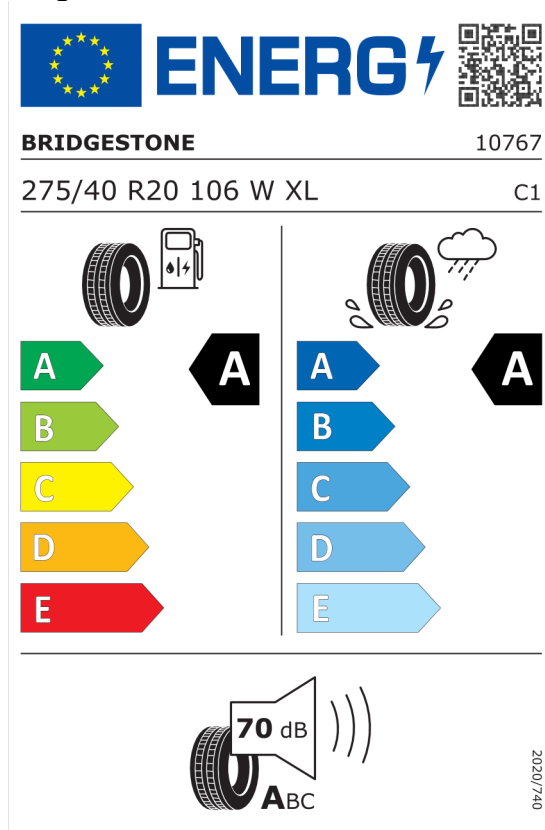 ENERG
BRIDGESTONE 10767
275/40 R20 106 W XL C1
A A A A
B B
C C
D D
E E
70 dB
ABC
2020/740